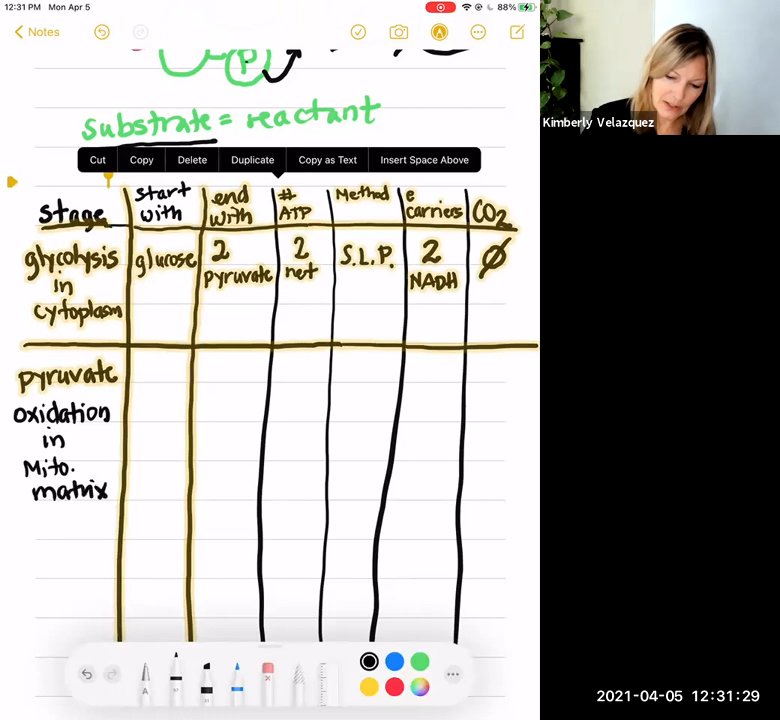 12:31 PM Mon Apr 5
88%
Notes
P
substrate = reactant
Cut Copy Delete Duplicate Copy as Text Insert Space Above
stage
start
with
end
with
#
ATP
Method
e
carriers
CO2
glycolysis
in
cytoplasm
glucose
2
pyruvate
2
net
S.L.P.
2
NADH
Ø
pyruvate
oxidation
in
Mito.
matrix
A
Kimberly Velazquez
2021-04-05 12:31:29